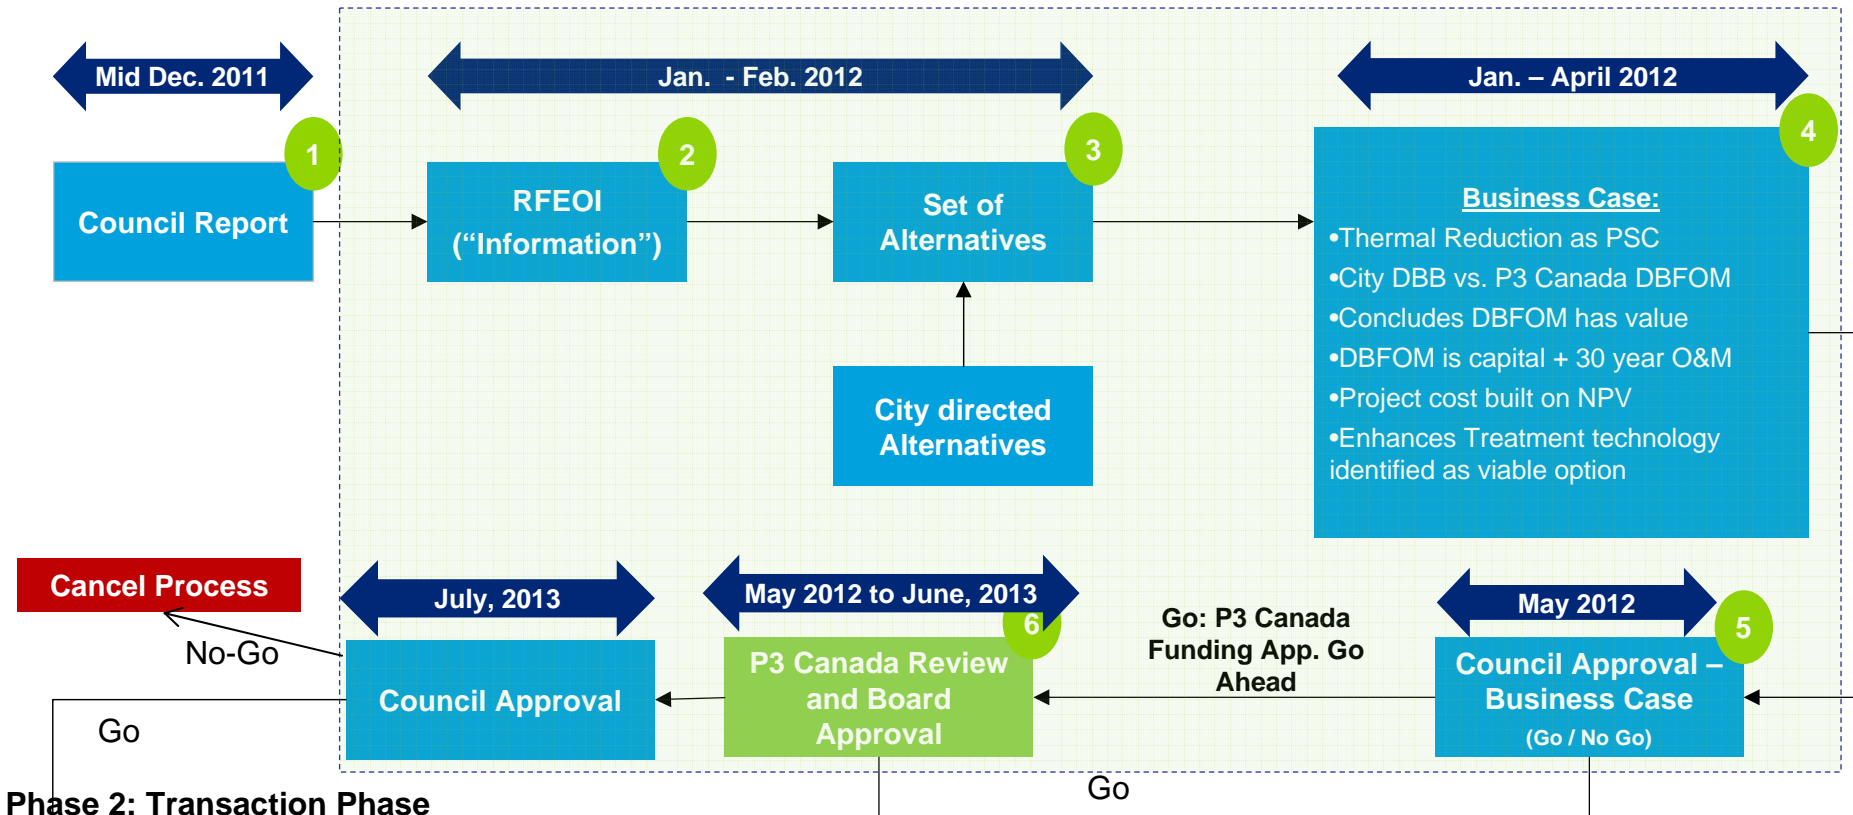 Mid Dec. 2011
Jan.  - Feb. 2012
Jan. – April 2012
1
2
3
4
Council Report
RFEOI
(“Information”)
Set of
Alternatives
Business Case:
•Thermal Reduction as PSC
•City DBB vs. P3 Canada DBFOM
•Concludes DBFOM has value
•DBFOM is capital + 30 year O&M
•Project cost built on NPV
•Enhances Treatment technology
identified as viable option
City directed
Alternatives
Cancel Process
No-Go
July, 2013
May 2012 to June, 2013
May 2012
6
5
Go: P3 Canada
Funding App. Go
Ahead
Council Approval
P3 Canada Review
and Board
Approval
Council Approval –
Business Case
(Go / No Go)
Go
Go
Phase 2: Transaction Phase